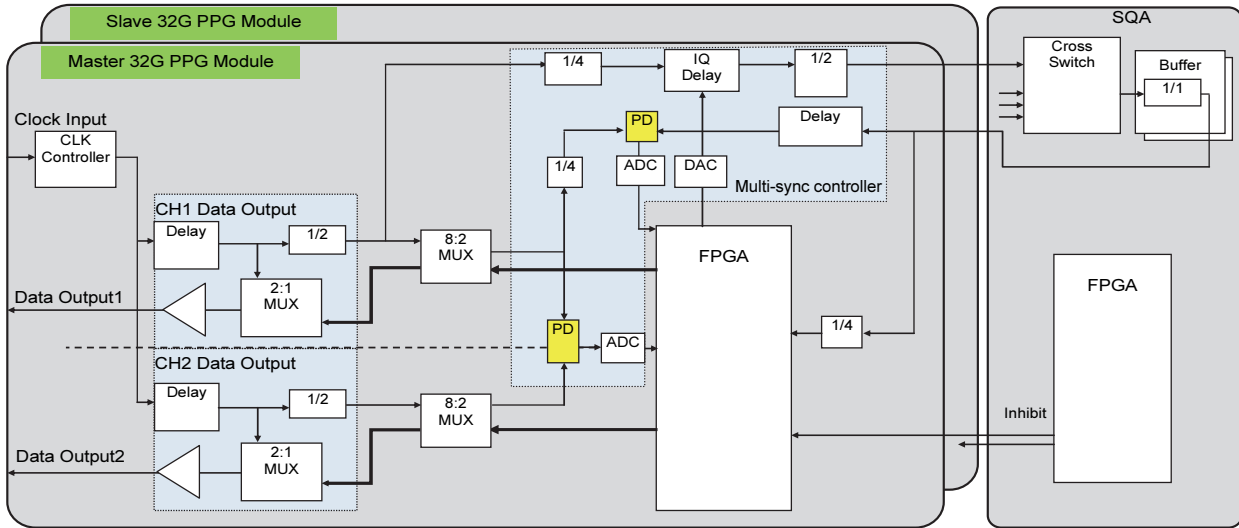 Slave 32G PPG Module
SQA
Master 32G PPG Module
Cross
Switch
Buffer
1/1
1/4
IQ
Delay
1/2
Clock Input
CLK
Controller
PD
Delay
1/4
ADC
DAC
Multi-sync controller
CH1 Data Output
Delay
1/2
8:2
MUX
FPGA
FPGA
2:1
MUX
Data Output1
PD
ADC
1/4
CH2 Data Output
Delay
1/2
8:2
MUX
Inhibit
2:1
MUX
Data Output2